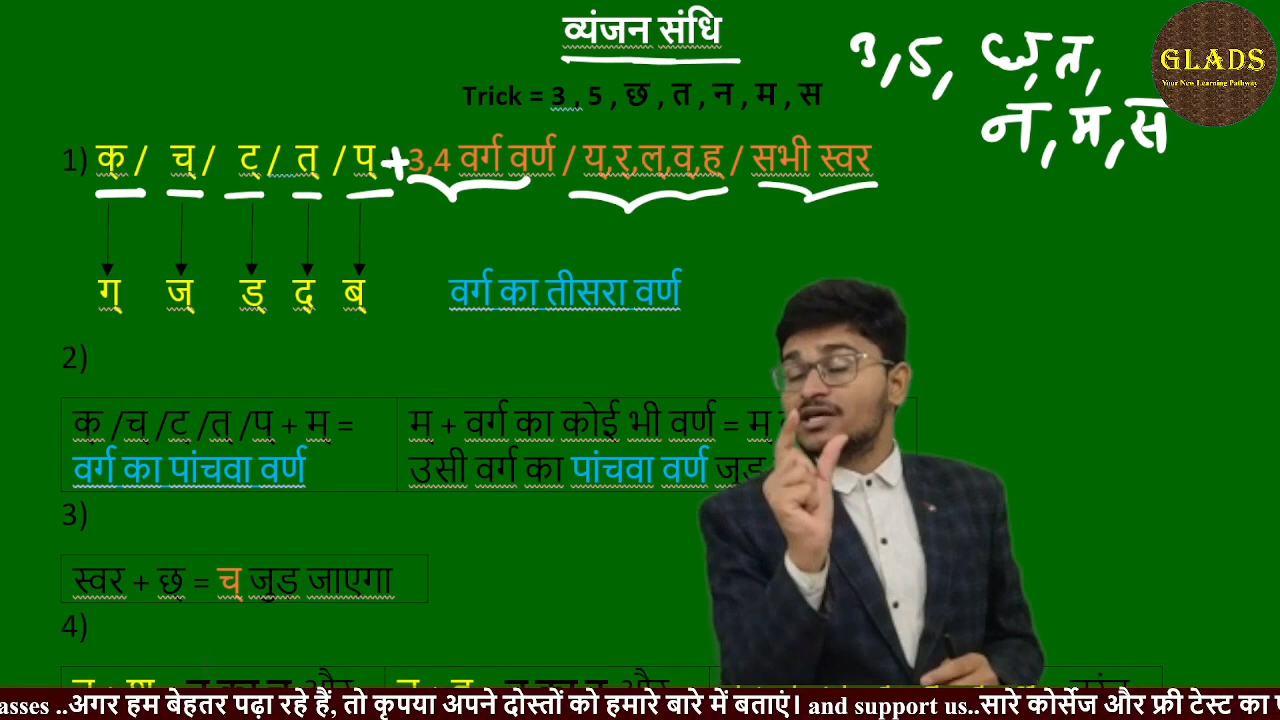 व्यंजन संधि
3, 5, छ, त,
न, म, स
GLADS
Your New Learning Pathway
Trick = 3 , 5 , छ , त , न , म , स
1) क् / च् / ट् / त् / प् + 3,4 वर्ग वर्ण / य्,र्,ल्,व्,ह् / सभी स्वर
ग् ज् ड् द् ब् वर्ग का तीसरा वर्ण
2)
क् /च् /ट् /त् /प् + म् =
वर्ग का पांचवा वर्ण
म् + वर्ग का कोई भी वर्ण = म्
उसी वर्ग का पांचवा वर्ण जुड़
3)
स्वर + छ् = च् जुड़ जाएगा
4)
..अगर हम बेहतर पढ़ा रहे हैं, तो कृपया अपने दोस्तों को हमारे बारे में बताएं। and support us..सारे कोर्सेज और फ्री टेस्ट का